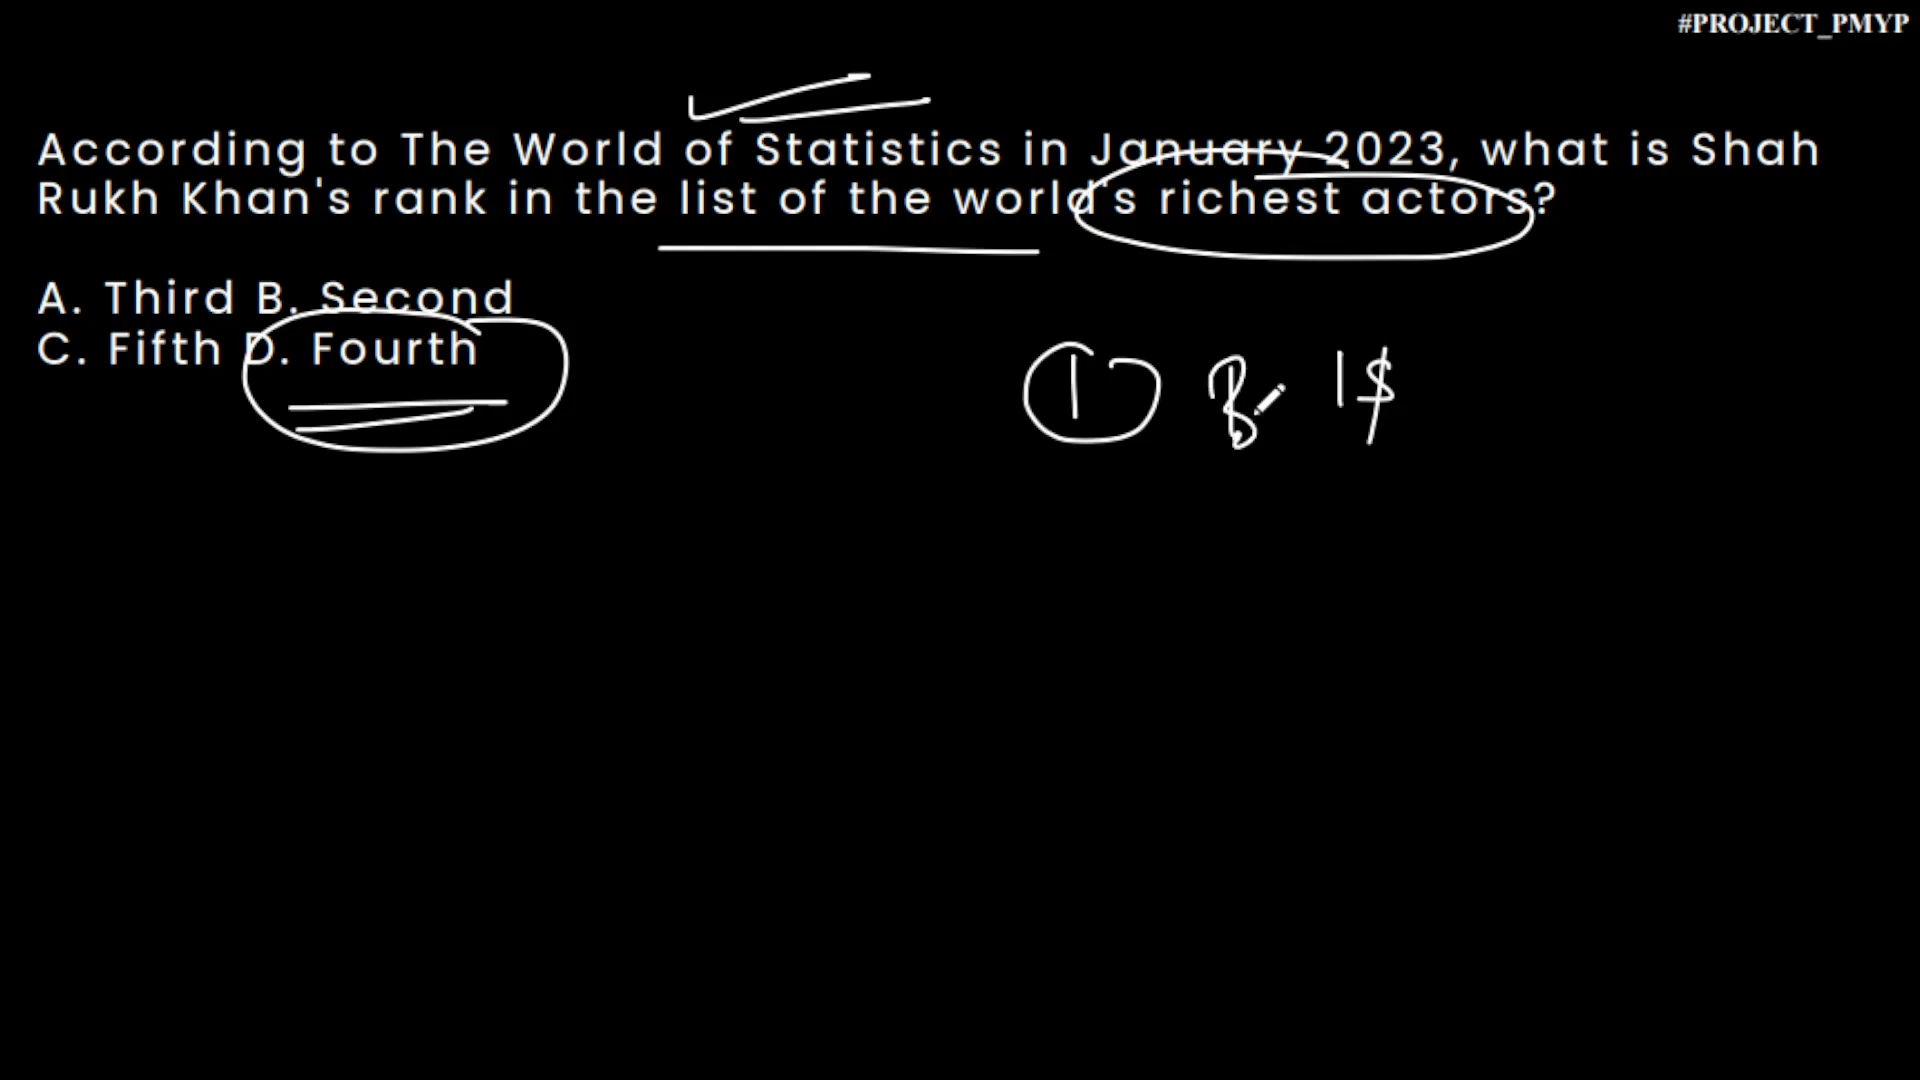 #PROJECT_PMYP
According to The World of Statistics in January 2023, what is Shah
Rukh Khan's rank in the list of the world's richest actors?
A. Third B. Second
C. Fifth D. Fourth
1 B. 1$